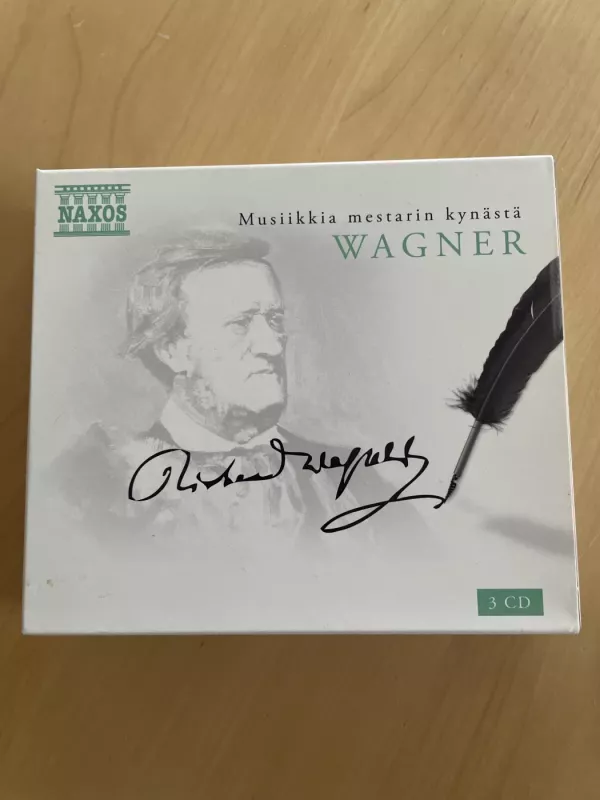 NAXOS
Musiikkia mestarin kynästä
WAGNER
Richard Wagner
3 CD